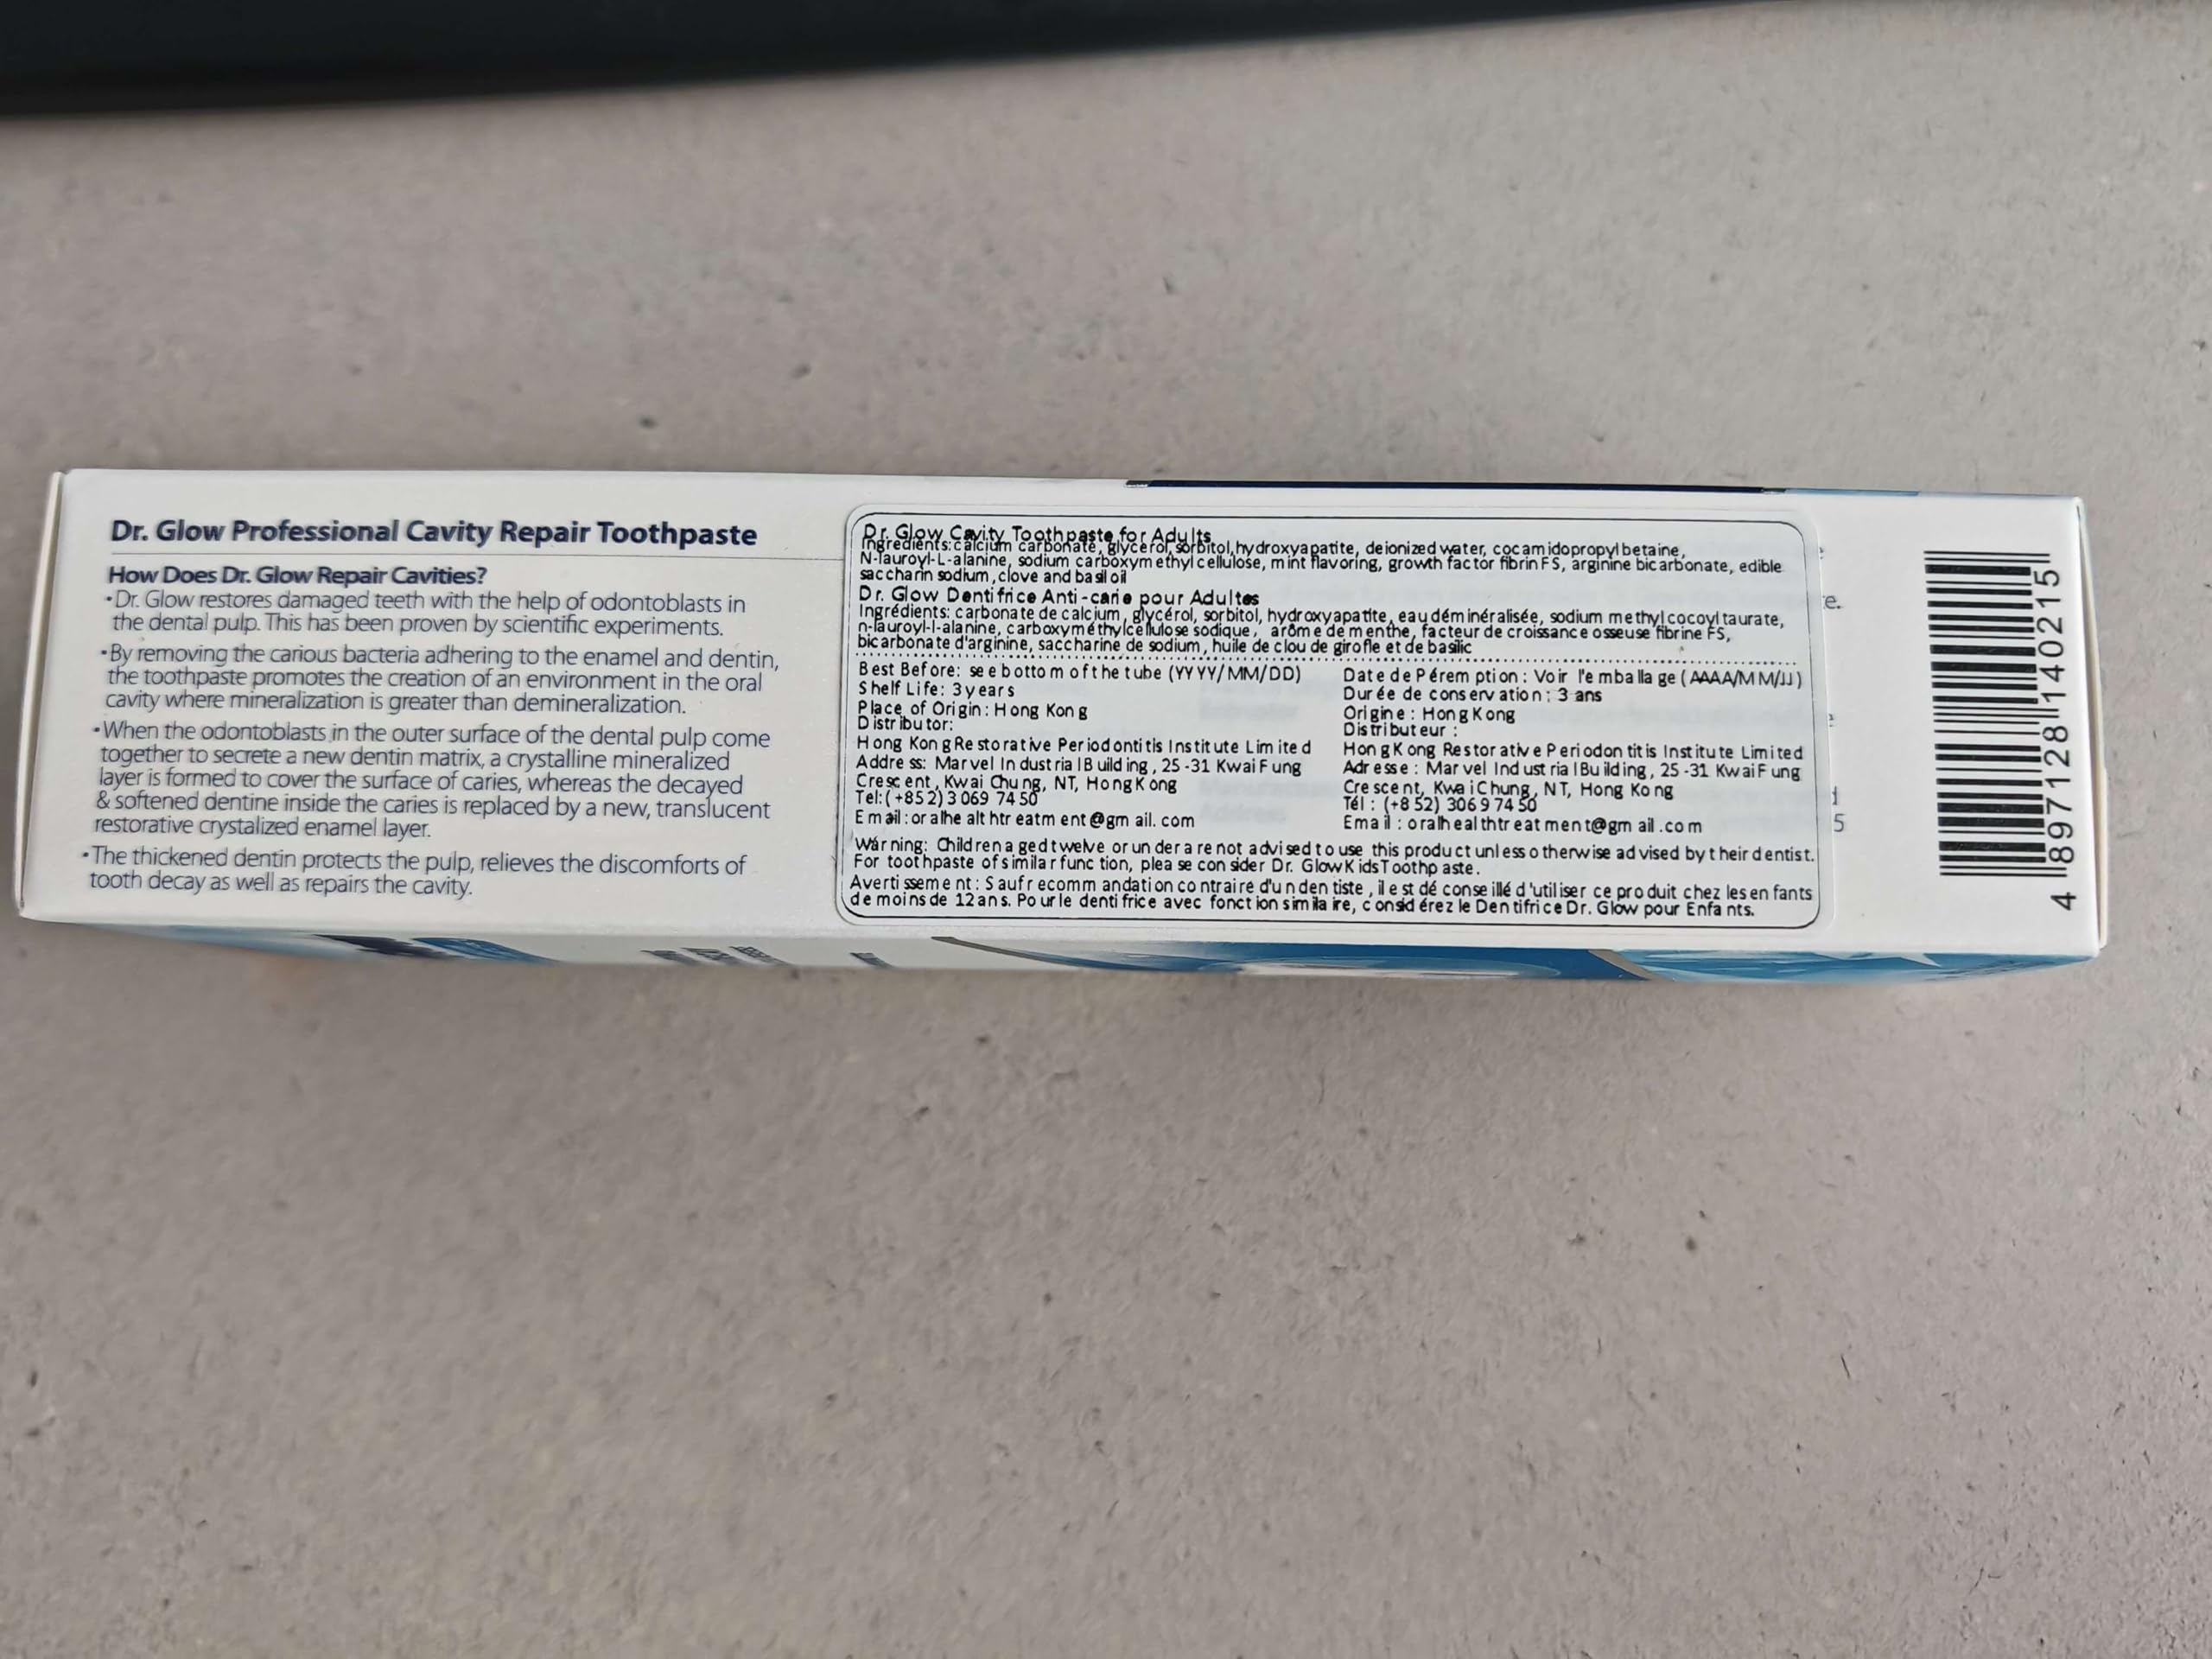 Dr. Glow Professional Cavity Repair Toothpaste
How Does Dr. Glow Repair Cavities?
•Dr. Glow restores damaged teeth with the help of odontoblasts in
the dental pulp. This has been proven by scientific experiments.
•By removing the carious bacteria adhering to the enamel and dentin,
the toothpaste promotes the creation of an environment in the oral
cavity where mineralization is greater than demineralization.
•When the odontoblasts in the outer surface of the dental pulp come
together to secrete a new dentin matrix, a crystalline mineralized
layer is formed to cover the surface of caries, whereas the decayed
& softened dentine inside the caries is replaced by a new, translucent
restorative crystalized enamel layer.
•The thickened dentin protects the pulp, relieves the discomforts of
tooth decay as well as repairs the cavity.
Dr. Glow Cavity Toothpaste for Adults
Ingredients: calcium carbonate, glycerol, sorbitol, hydroxyapatite, deionized water, cocamidopropyl betaine,
N-lauroyl-L-alanine, sodium carboxymethyl cellulose, mint flavoring, growth factor fibrin FS, arginine bicarbonate, edible
saccharin sodium, clove and basil oil
Dr. Glow Dentifrice Anti-carie pour Adultes
Ingrédients: carbonate de calcium, glycérol, sorbitol, hydroxyapatite, eau déminéralisée, sodium methyl cocoyl taurate,
n-lauroyl-l-alanine, carboxyméthylcellulose sodique, arôme de menthe, facteur de croissance osseuse fibrine FS,
bicarbonate d'arginine, saccharine de sodium, huile de clou de girofle et de basilic
Best Before: see bottom of the tube (YYYY/MM/DD)
Shelf Life: 3 years
Place of Origin: Hong Kong
Distributor:
Hong Kong Restorative Periodontitis Institute Limited
Address: Marvel Industrial Building, 25-31 Kwai Fung
Crescent, Kwai Chung, NT, Hong Kong
Tel: (+852) 3069 7450
Email: oralhealthtreatment@gmail.com
Date de Péremption : Voir l'emballage (AAAA/MM/JJ)
Durée de conservation : 3 ans
Origine : Hong Kong
Distributeur :
Hong Kong Restorative Periodontitis Institute Limited
Adresse : Marvel Industrial Building, 25-31 Kwai Fung
Crescent, Kwai Chung, NT, Hong Kong
Tél : (+852) 3069 7450
Email : oralhealthtreatment@gmail.com
Warning: Children aged twelve or under are not advised to use this product unless otherwise advised by their dentist.
For toothpaste of similar function, please consider Dr. Glow Kids Toothpaste.
Avertissement : Sauf recommandation contraire d'un dentiste, il est déconseillé d'utiliser ce produit chez les enfants
de moins de 12 ans. Pour le dentifrice avec fonction similaire, considérez le Dentifrice Dr. Glow pour Enfants.
e.
5
4 897128 140215